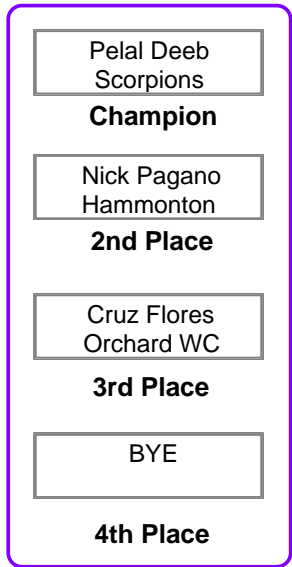 Pelal Deeb
Scorpions
Champion
Nick Pagano
Hammonton
2nd Place
Cruz Flores
Orchard WC
3rd Place
BYE
4th Place